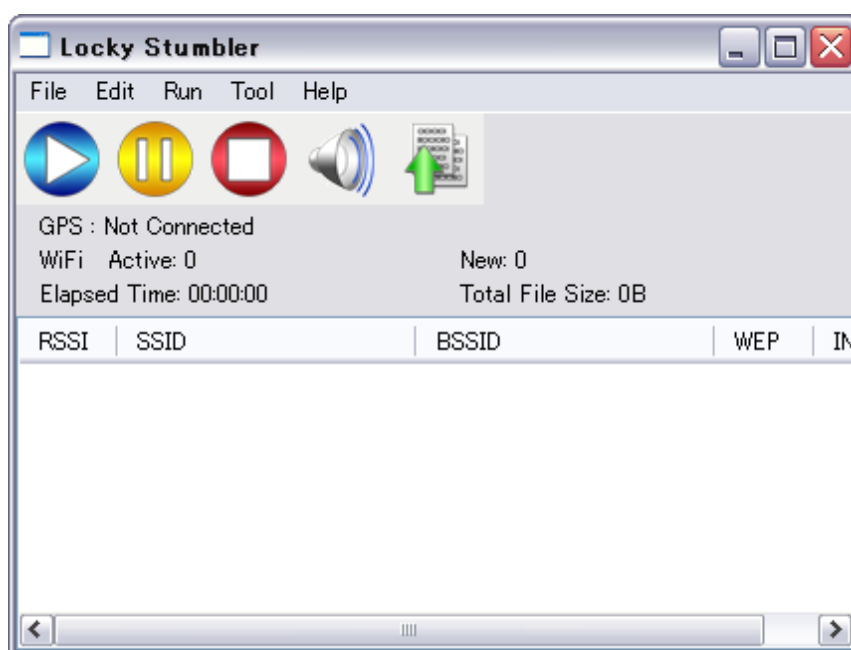 Locky Stumbler
File Edit Run Tool Help
GPS : Not Connected
WiFi Active: 0 New: 0
Elapsed Time: 00:00:00 Total File Size: 0B
RSSI SSID BSSID WEP IN